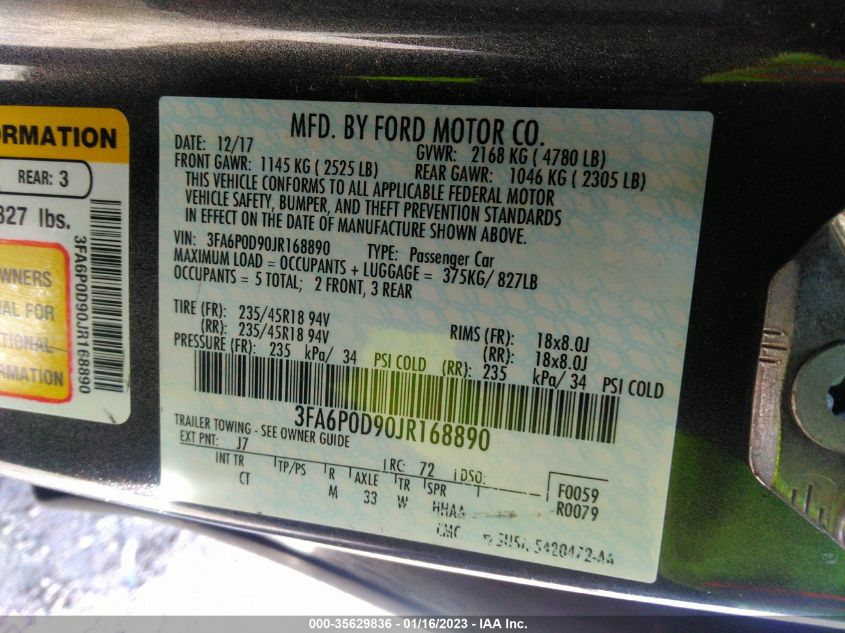 ORMATION
REAR: 3
827 lbs.
3FA6P0D90JR168890
WNERS
AL FOR
TIONAL
RMATION
MFD. BY FORD MOTOR CO.
DATE: 12/17 GVWR: 2168 KG ( 4780 LB)
FRONT GAWR: 1145 KG ( 2525 LB) REAR GAWR: 1046 KG ( 2305 LB)
THIS VEHICLE CONFORMS TO ALL APPLICABLE FEDERAL MOTOR
VEHICLE SAFETY, BUMPER, AND THEFT PREVENTION STANDARDS
IN EFFECT ON THE DATE OF MANUFACTURE SHOWN ABOVE.
VIN: 3FA6P0D90JR168890 TYPE: Passenger Car
MAXIMUM LOAD = OCCUPANTS + LUGGAGE = 375KG/ 827LB
OCCUPANTS = 5 TOTAL; 2 FRONT, 3 REAR
TIRE (FR): 235/45R18 94V RIMS (FR): 18x8.0J
(RR): 235/45R18 94V (RR): 18x8.0J
PRESSURE (FR): 235 kPa/ 34 PSI COLD (RR): 235 kPa/ 34 PSI COLD
3FA6P0D90JR168890
TRAILER TOWING - SEE OWNER GUIDE
EXT PNT: J7 RC: 72 DSO: F0059
INT TR TP/PS R AXLE TR SPR R0079
CT M 33 W HHAA
5420472-AA
000-35629836 - 01/16/2023 - IAA Inc.